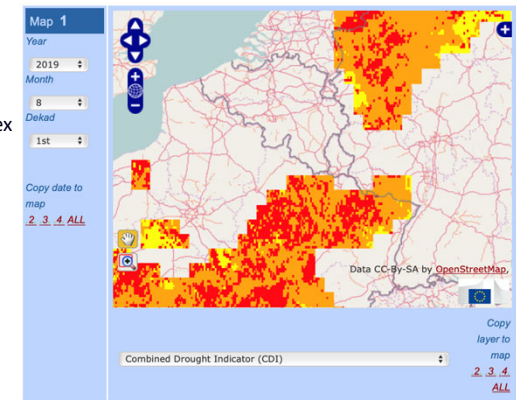 Map 1
Year
2019
Month
8
Dekad
1st
ex
Copy date to
map
2 3 4 ALL
Data CC-By-SA by OpenStreetMap,
Combined Drought Indicator (CDI)
Copy
layer to
map
2 3 4
ALL